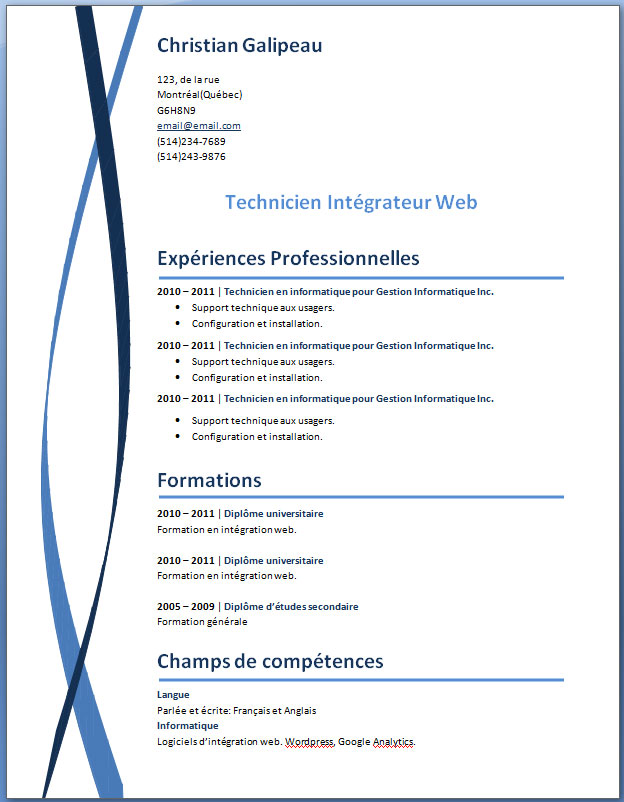 Christian Galipeau
123, de la rue
Montréal(Québec)
G6H8N9
email@email.com
(514)234-7689
(514)243-9876
Technicien Intégrateur Web
Expériences Professionnelles
2010 – 2011 | Technicien en informatique pour Gestion Informatique Inc.
• Support technique aux usagers.
• Configuration et installation.
2010 – 2011 | Technicien en informatique pour Gestion Informatique Inc.
• Support technique aux usagers.
• Configuration et installation.
2010 – 2011 | Technicien en informatique pour Gestion Informatique Inc.
• Support technique aux usagers.
• Configuration et installation.
Formations
2010 – 2011 | Diplôme universitaire
Formation en intégration web.
2010 – 2011 | Diplôme universitaire
Formation en intégration web.
2005 – 2009 | Diplôme d’études secondaire
Formation générale
Champs de compétences
Langue
Parlée et écrite: Français et Anglais
Informatique
Logiciels d’intégration web. Wordpress, Google Analytics.